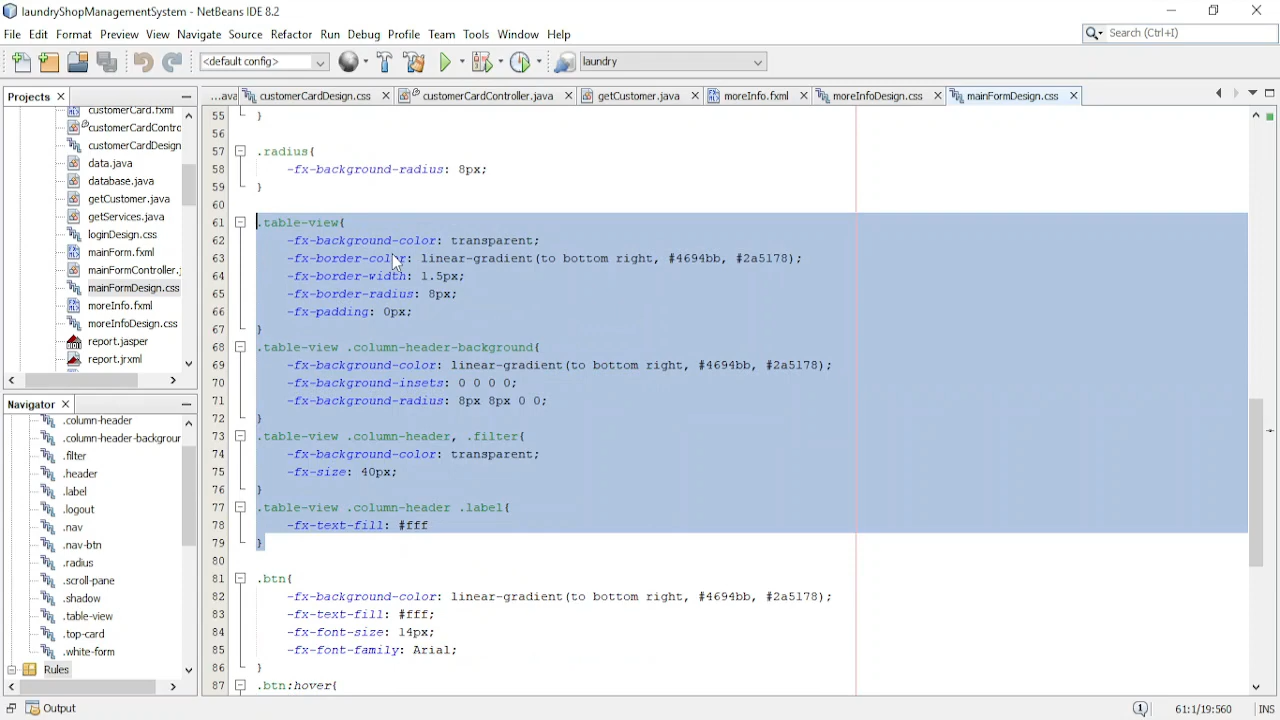 laundryShopManagementSystem - NetBeans IDE 8.2
File Edit Format Preview View Navigate Source Refactor Run Debug Profile Team Tools Window Help
Search (Ctrl+I)
<default config>
laundry
Projects
...ava
customerCardDesign.css
customerCardController.java
getCustomer.java
moreInfo.fxml
moreInfoDesign.css
mainFormDesign.css
customerCard.fxml
customerCardContro
customerCardDesign
data.java
database.java
getCustomer.java
getServices.java
loginDesign.css
mainForm.fxml
mainFormController.j
mainFormDesign.css
moreInfo.fxml
moreInfoDesign.css
report.jasper
report.jrxml
Navigator
.column-header
.column-header-backgroun
.filter
.header
.label
.logout
.nav
.nav-btn
.radius
.scroll-pane
.shadow
.table-view
.top-card
.white-form
Rules
55 }
56
57 .radius{
58 -fx-background-radius: 8px;
59 }
60
61 .table-view{
62 -fx-background-color: transparent;
63 -fx-border-color: linear-gradient(to bottom right, #4694bb, #2a5178);
64 -fx-border-width: 1.5px;
65 -fx-border-radius: 8px;
66 -fx-padding: 0px;
67 }
68 .table-view .column-header-background{
69 -fx-background-color: linear-gradient(to bottom right, #4694bb, #2a5178);
70 -fx-background-insets: 0 0 0 0;
71 -fx-background-radius: 8px 8px 0 0;
72 }
73 .table-view .column-header, .filter{
74 -fx-background-color: transparent;
75 -fx-size: 40px;
76 }
77 .table-view .column-header .label{
78 -fx-text-fill: #fff
79 }
80
81 .btn{
82 -fx-background-color: linear-gradient(to bottom right, #4694bb, #2a5178);
83 -fx-text-fill: #fff;
84 -fx-font-size: 14px;
85 -fx-font-family: Arial;
86 }
87 .btn:hover{
Output
1
61:1/19:560
INS